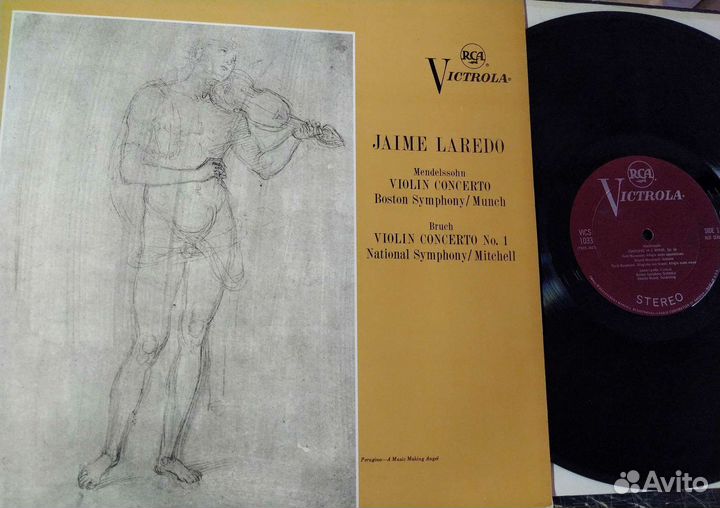 RCA
VICTROLA
JAIME LAREDO
Mendelssohn
VIOLIN CONCERTO
Boston Symphony/Munch
Bruch
VIOLIN CONCERTO No. 1
National Symphony/Mitchell
Perugino—A Music Making Angel
RCA
VICTROLA
VICS
1033
SIDE 1
STEREO
Avito